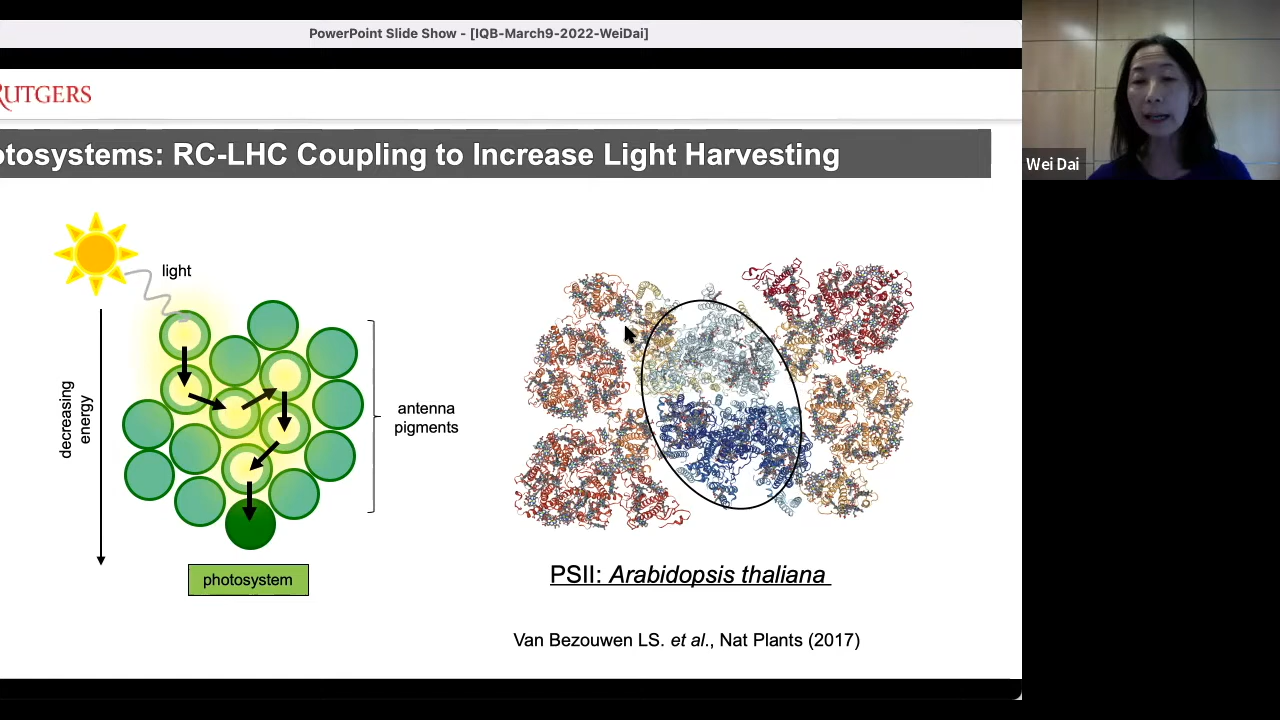 PowerPoint Slide Show - [IQB-March9-2022-WeiDai]
RUTGERS
otosystems: RC-LHC Coupling to Increase Light Harvesting
Wei Dai
light
decreasing
energy
antenna
pigments
photosystem
PSII: Arabidopsis thaliana
Van Bezouwen LS. et al., Nat Plants (2017)